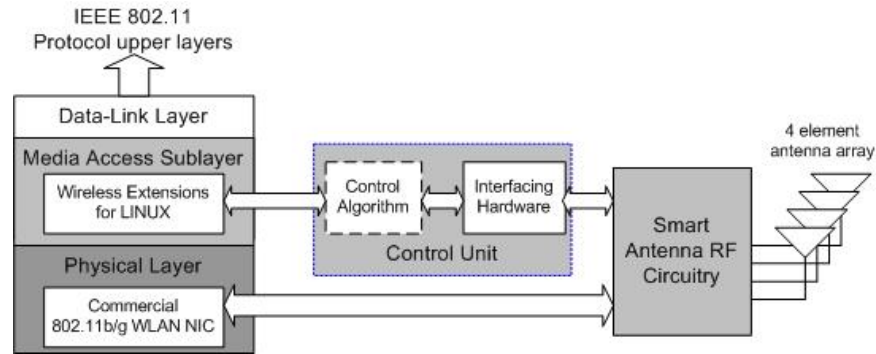 IEEE 802.11
Protocol upper layers
Data-Link Layer
Media Access Sublayer
Wireless Extensions
for LINUX
Physical Layer
Commercial
802.11b/g WLAN NIC
Control
Algorithm
Interfacing
Hardware
Control Unit
Smart
Antenna RF
Circuitry
4 element
antenna array